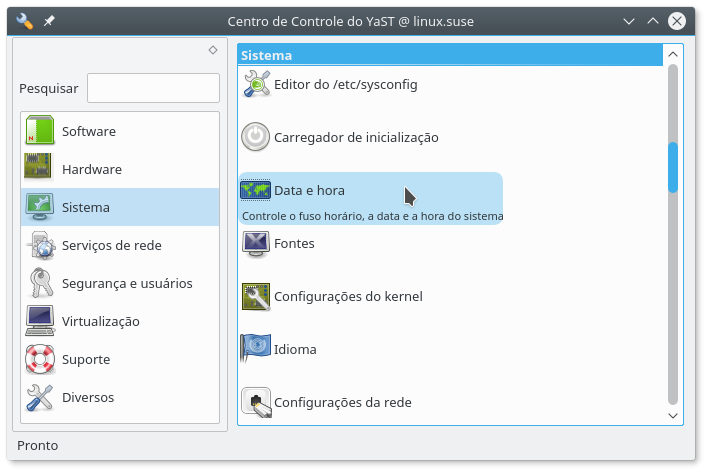 Centro de Controle do YaST @ linux.suse
Pesquisar
Software
Hardware
Sistema
Serviços de rede
Segurança e usuários
Virtualização
Suporte
Diversos
Sistema
Editor do /etc/sysconfig
Carregador de inicialização
Data e hora
Controle o fuso horário, a data e a hora do sistema
Fontes
Configurações do kernel
Idioma
Configurações da rede
Pronto